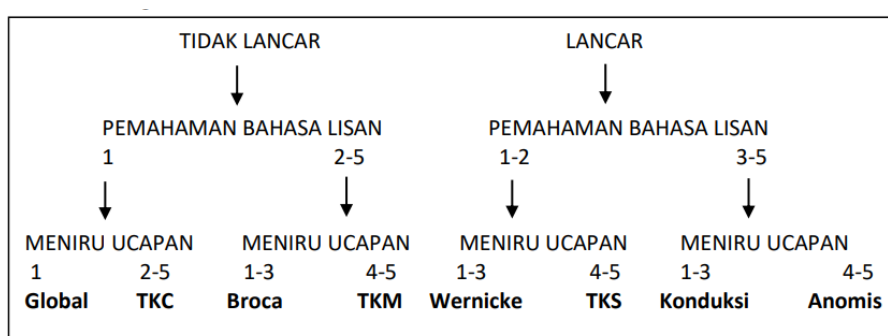 TIDAK LANCAR LANCAR
PEMAHAMAN BAHASA LISAN PEMAHAMAN BAHASA LISAN
1 2-5 1-2 3-5
MENIRU UCAPAN MENIRU UCAPAN MENIRU UCAPAN MENIRU UCAPAN
1 2-5 1-3 4-5 1-3 4-5 1-3 4-5
Global TKC Broca TKM Wernicke TKS Konduksi Anomis